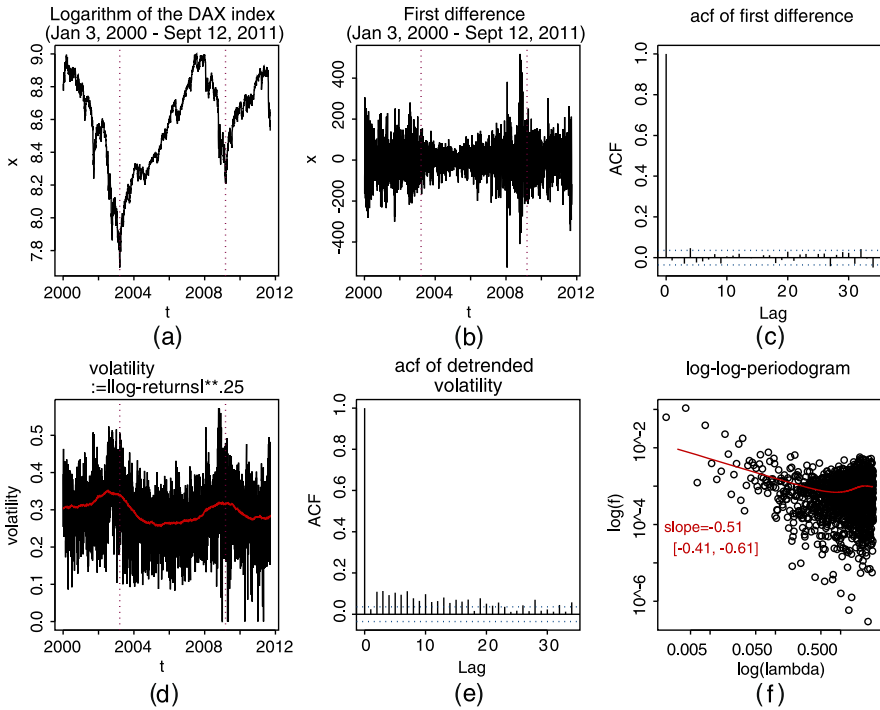 Logarithm of the DAX index
(Jan 3, 2000 - Sept 12, 2011)
x
9.0
8.8
8.6
8.4
8.2
8.0
7.8
2000 2004 2008 2012
t
(a)
First difference
(Jan 3, 2000 - Sept 12, 2011)
x
400
200
0
-200
-400
2000 2004 2008 2012
t
(b)
acf of first difference
ACF
1.0
0.8
0.6
0.4
0.2
0.0
0 10 20 30
Lag
(c)
volatility
:=|log-returns|**.25
volatility
0.5
0.4
0.3
0.2
0.1
0.0
2000 2004 2008 2012
t
(d)
acf of detrended
volatility
ACF
1.0
0.8
0.6
0.4
0.2
0.0
0 10 20 30
Lag
(e)
log-log-periodogram
log(f)
10^-2
10^-4
10^-6
slope=-0.51
[-0.41, -0.61]
0.005 0.050 0.500
log(lambda)
(f)